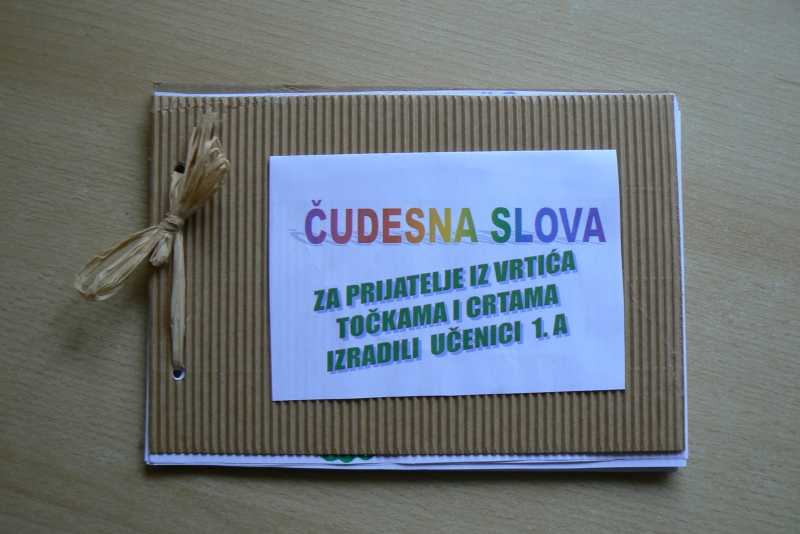 ČUDESNA SLOVA
ZA PRIJATELJE IZ VRTIĆA
TOČKAMA I CRTAMA
IZRADILI UČENICI 1. A